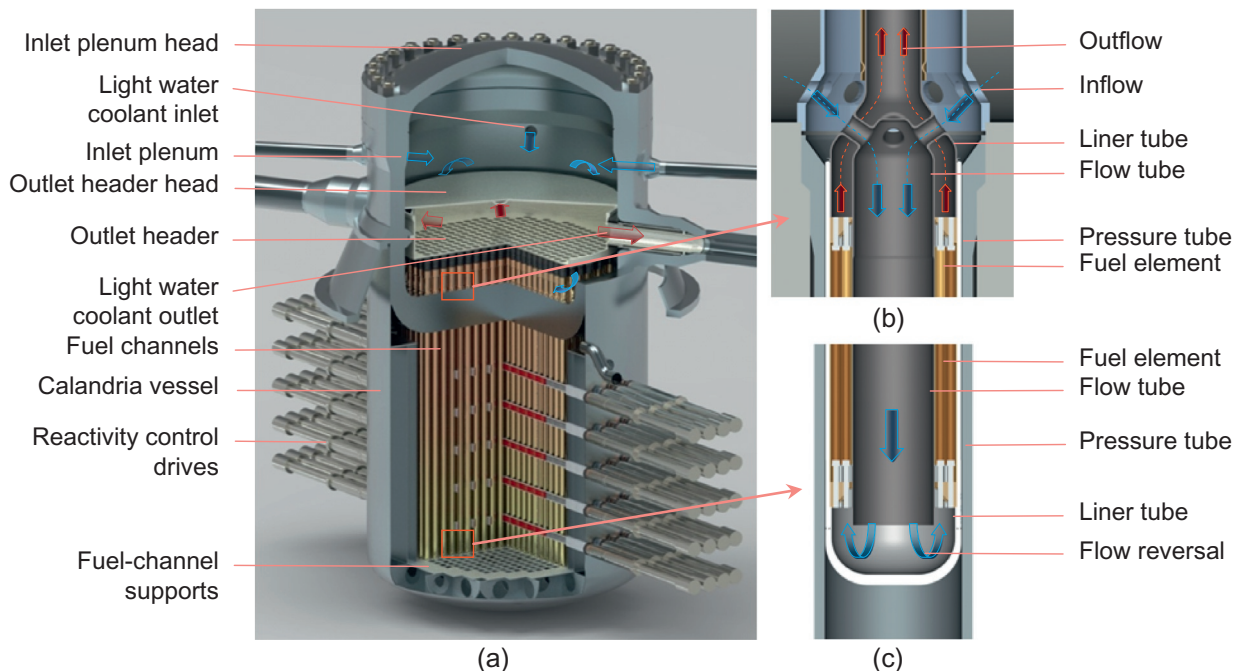 Inlet plenum head
Light water
coolant inlet
Inlet plenum
Outlet header head
Outlet header
Light water
coolant outlet
Fuel channels
Calandria vessel
Reactivity control
drives
Fuel-channel
supports
(a)
Outflow
Inflow
Liner tube
Flow tube
Pressure tube
Fuel element
(b)
Fuel element
Flow tube
Pressure tube
Liner tube
Flow reversal
(c)